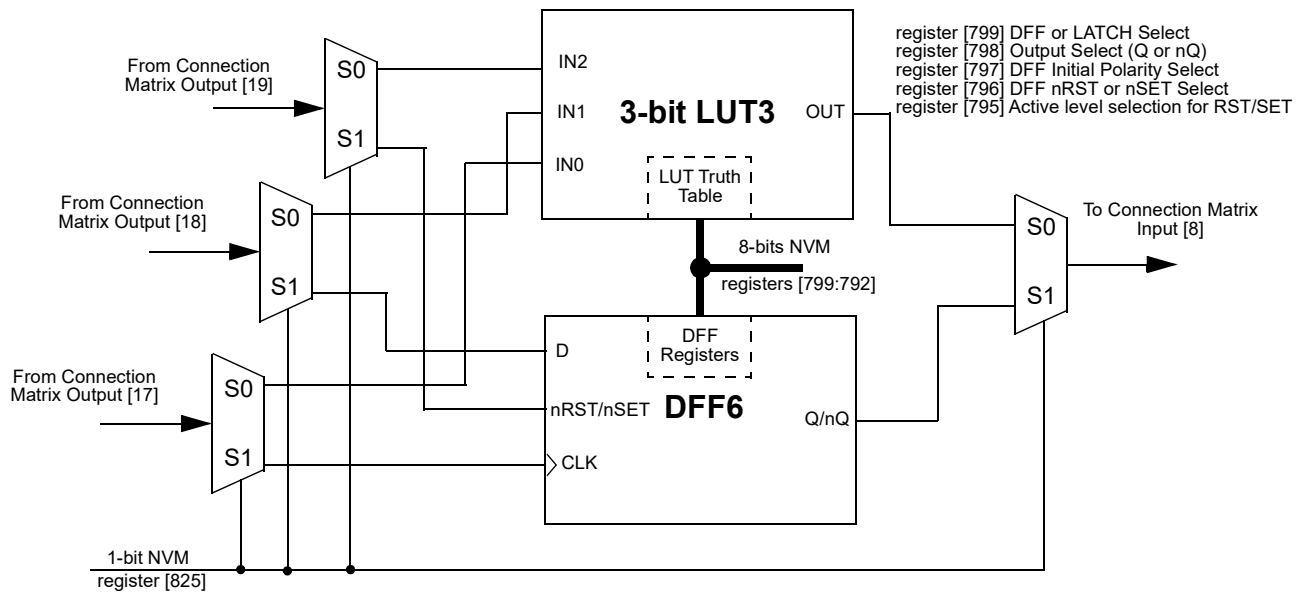 register [799] DFF or LATCH Select
register [798] Output Select (Q or nQ)
register [797] DFF Initial Polarity Select
register [796] DFF nRST or nSET Select
register [795] Active level selection for RST/SET
From Connection
Matrix Output [19]
S0
S1
IN2
IN1
IN0
3-bit LUT3
OUT
LUT Truth
Table
From Connection
Matrix Output [18]
S0
S1
8-bits NVM
registers [799:792]
S0
S1
To Connection Matrix
Input [8]
From Connection
Matrix Output [17]
S0
S1
D
nRST/nSET
CLK
DFF
Registers
DFF6
Q/nQ
1-bit NVM
register [825]